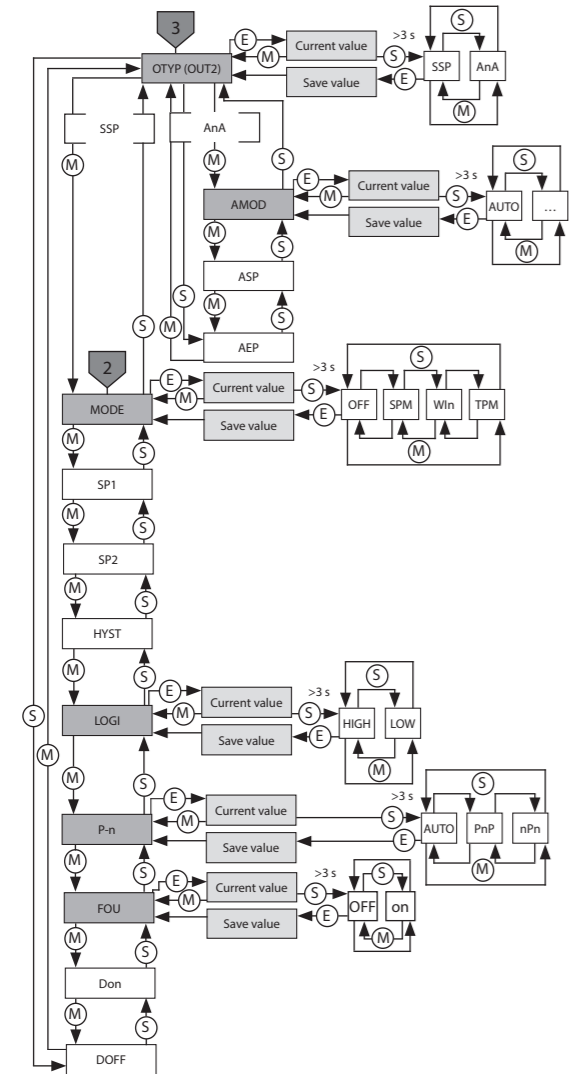 3
OTYP (OUT2)
E
M
Current value
Save value
>3 s
S
E
SSP
AnA
S
M
SSP
AnA
M
M
S
AMOD
E
M
Current value
Save value
>3 s
S
E
AUTO
...
S
M
M
S
ASP
S
M
M
S
AEP
S
2
MODE
E
M
Current value
Save value
>3 s
S
E
OFF
SPM
WIn
TPM
S
M
M
S
SP1
M
S
SP2
M
S
HYST
M
S
LOGI
E
M
Current value
Save value
>3 s
S
E
HIGH
LOW
S
M
S
M
M
S
P-n
E
M
Current value
Save value
>3 s
S
E
AUTO
PnP
nPn
S
M
M
S
FOU
E
M
Current value
Save value
>3 s
S
E
OFF
on
S
M
M
S
Don
M
S
DOFF